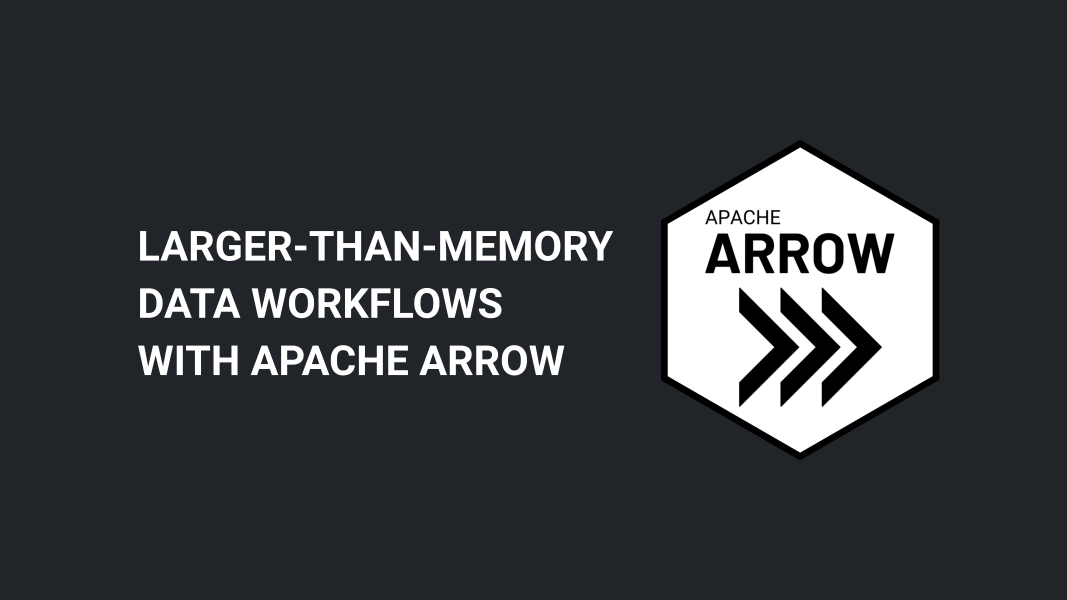 LARGER-THAN-MEMORY
DATA WORKFLOWS
WITH APACHE ARROW
APACHE
ARROW